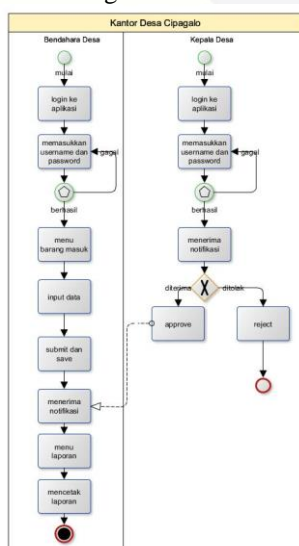 Kantor Desa Cipagalo
Bendahara Desa
mulai
login ke
aplikasi
memasukkan
username dan
password
gagal
berhasil
menu
barang masuk
input data
submit dan
save
menerima
notifikasi
menu
laporan
mencetak
laporan
Kepala Desa
mulai
login ke
aplikasi
memasukkan
username dan
password
gagal
berhasil
menerima
notifikasi
diterima
X
ditolak
approve
reject